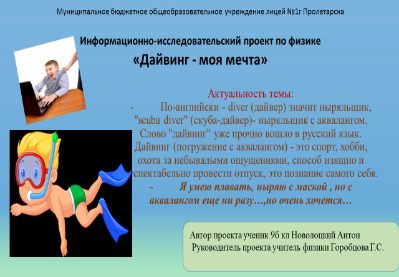 Муниципальное бюджетное общеобразовательное учреждение лицей №1г Пролетарска
Информационно-исследовательский проект по физике
«Дайвинг - моя мечта»
Актуальность темы:
- По-английски - diver (дайвер) значит ныряльщик,
"scuba diver" (скуба-дайвер)- ныряльщик с аквалангом.
Слово "дайвинг" уже прочно вошло в русский язык.
Дайвинг (погружение с аквалангом) - это спорт, хобби,
охота за небывалыми ощущениями, способ изящно и
спектабельно провести отпуск, это познание самого себя.
- Я умею плавать, ныряю с маской , но с
аквалангом еще ни разу…,но очень хочется…
Автор проекта ученик 9б кл Новолоцкий Антон
Руководитель проекта учитель физики Горобцова Г.С.